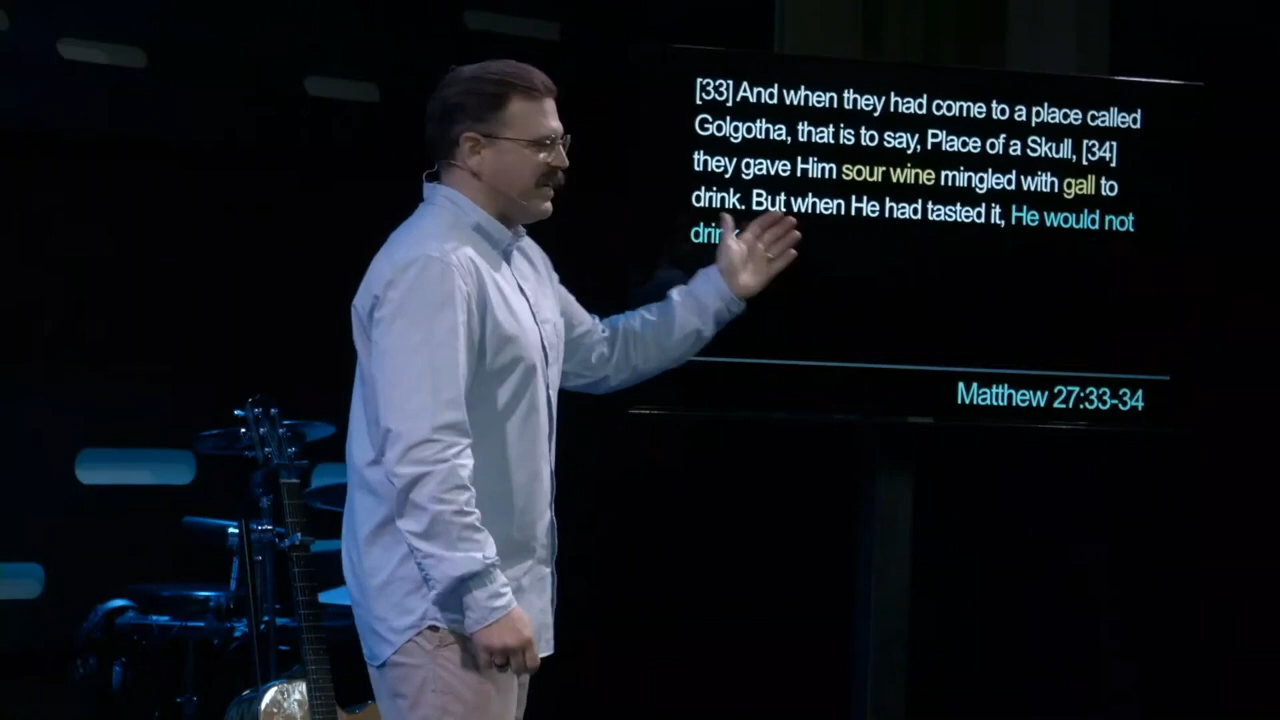 [33] And when they had come to a place called
Golgotha, that is to say, Place of a Skull, [34]
they gave Him sour wine mingled with gall to
drink. But when He had tasted it, He would not
drink
Matthew 27:33-34